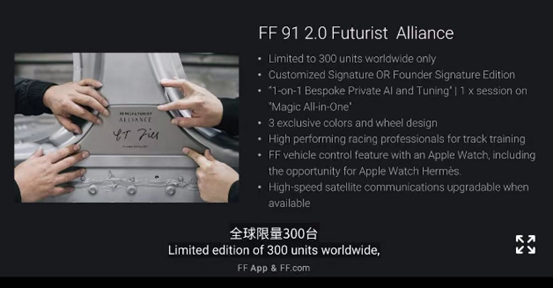 FF 91 2.0 Futurist Alliance
• Limited to 300 units worldwide only
• Customized Signature OR Founder Signature Edition
• "1-on-1 Bespoke Private AI and Tuning" | 1 x session on
"Magic All-in-One"
• 3 exclusive colors and wheel design
• High performing racing professionals for track training
• FF vehicle control feature with an Apple Watch, including
the opportunity for Apple Watch Hermès.
• High-speed satellite communications upgradable when
available
ALLIANCE
全球限量300台
Limited edition of 300 units worldwide,
FF App & FF.com